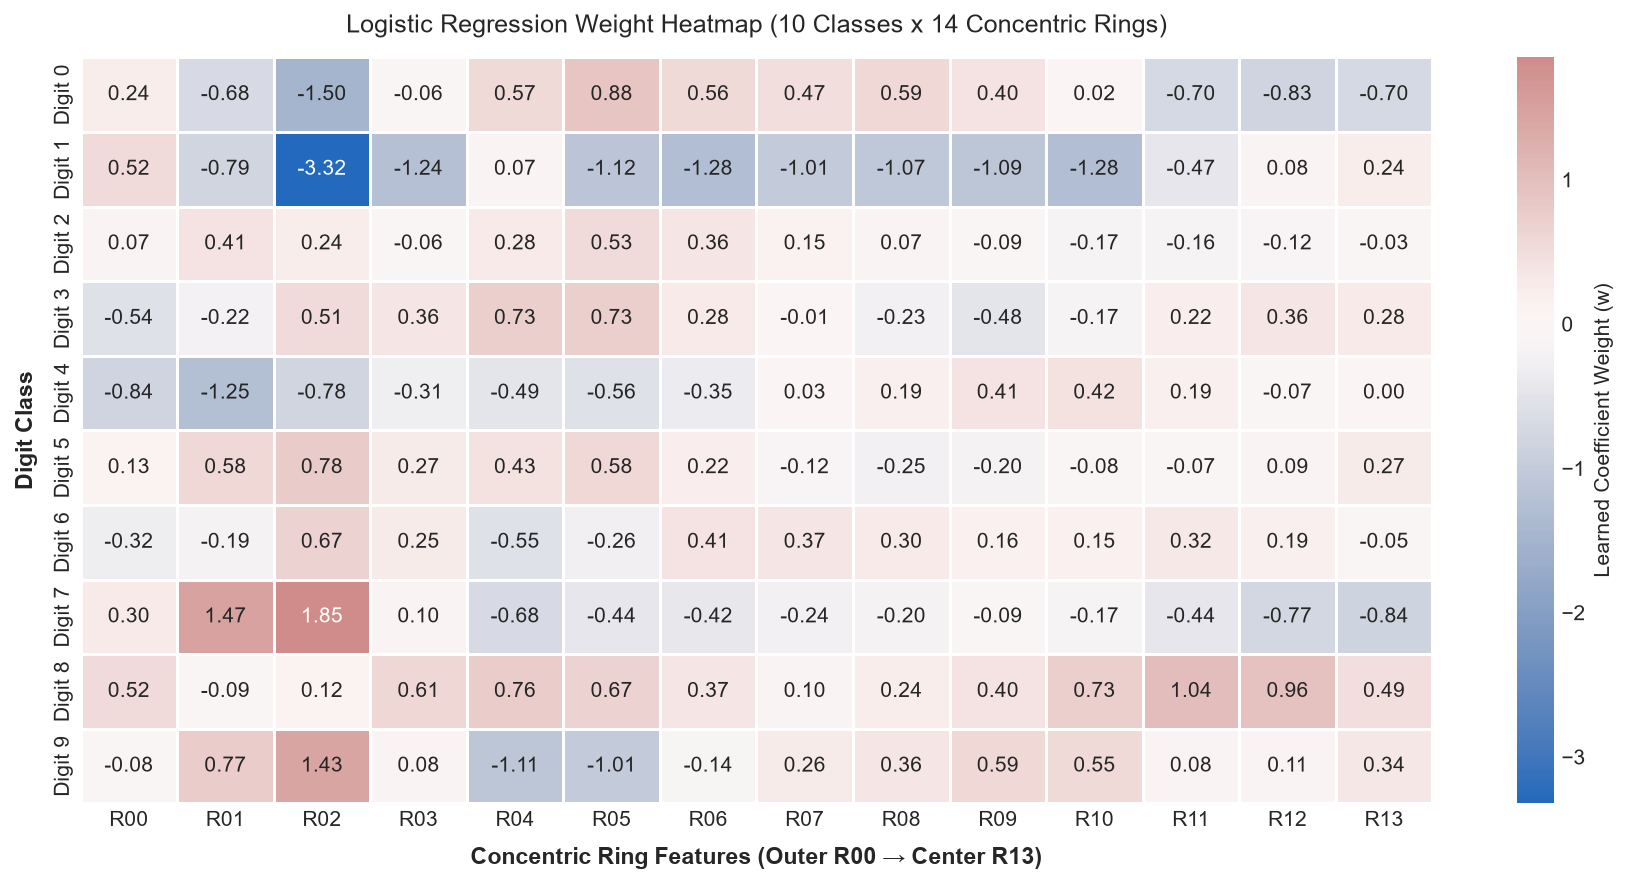 Logistic Regression Weight Heatmap (10 Classes x 14 Concentric Rings)
Digit Class
Digit 0 0.24 -0.68 -1.50 -0.06 0.57 0.88 0.56 0.47 0.59 0.40 0.02 -0.70 -0.83 -0.70
Digit 1 0.52 -0.79 -3.32 -1.24 0.07 -1.12 -1.28 -1.01 -1.07 -1.09 -1.28 -0.47 0.08 0.24
Digit 2 0.07 0.41 0.24 -0.06 0.28 0.53 0.36 0.15 0.07 -0.09 -0.17 -0.16 -0.12 -0.03
Digit 3 -0.54 -0.22 0.51 0.36 0.73 0.73 0.28 -0.01 -0.23 -0.48 -0.17 0.22 0.36 0.28
Digit 4 -0.84 -1.25 -0.78 -0.31 -0.49 -0.56 -0.35 0.03 0.19 0.41 0.42 0.19 -0.07 0.00
Digit 5 0.13 0.58 0.78 0.27 0.43 0.58 0.22 -0.12 -0.25 -0.20 -0.08 -0.07 0.09 0.27
Digit 6 -0.32 -0.19 0.67 0.25 -0.55 -0.26 0.41 0.37 0.30 0.16 0.15 0.32 0.19 -0.05
Digit 7 0.30 1.47 1.85 0.10 -0.68 -0.44 -0.42 -0.24 -0.20 -0.09 -0.17 -0.44 -0.77 -0.84
Digit 8 0.52 -0.09 0.12 0.61 0.76 0.67 0.37 0.10 0.24 0.40 0.73 1.04 0.96 0.49
Digit 9 -0.08 0.77 1.43 0.08 -1.11 -1.01 -0.14 0.26 0.36 0.59 0.55 0.08 0.11 0.34
R00 R01 R02 R03 R04 R05 R06 R07 R08 R09 R10 R11 R12 R13
Concentric Ring Features (Outer R00 → Center R13)
1
0
−1
−2
−3
Learned Coefficient Weight (w)